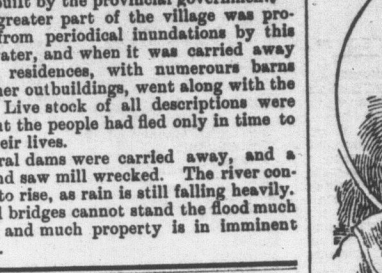 built by the provincial government,
greater part of the village was pro-
from periodical inundations by this
ater, and when it was carried away
residences, with numerours barns
her outbuildings, went along with the
Live stock of all descriptions were
ut the people had fled only in time to
eir lives.
ral dams were carried away, and a
nd saw mill wrecked. The river con-
to rise, as rain is still falling heavily.
l bridges cannot stand the flood much
and much property is in imminent